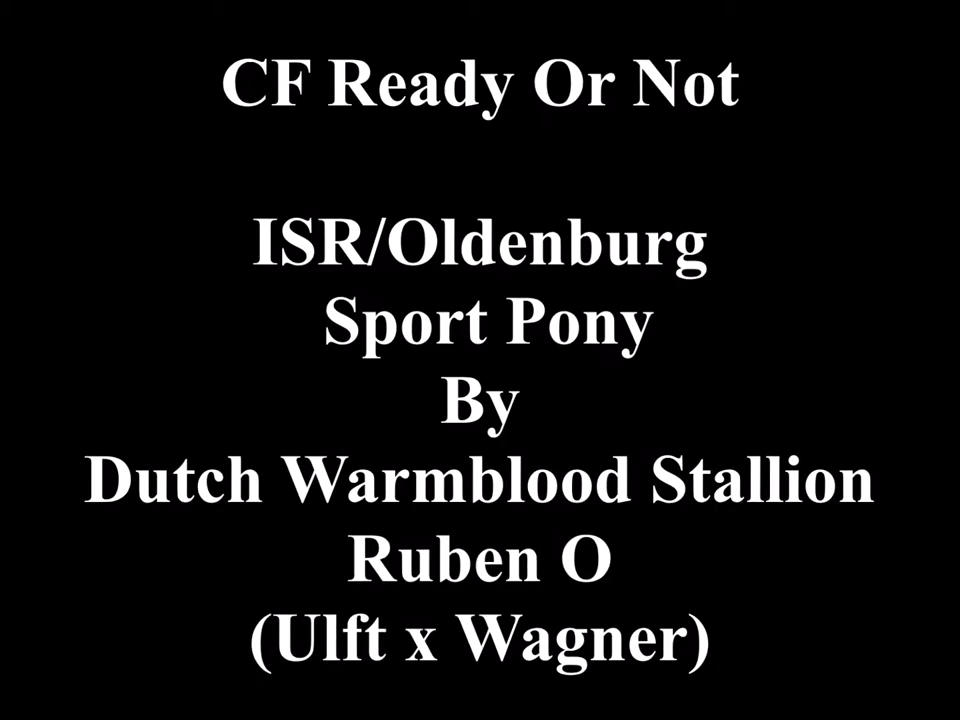 CF Ready Or Not
ISR/Oldenburg
Sport Pony
By
Dutch Warmblood Stallion
Ruben O
(Ulft x Wagner)